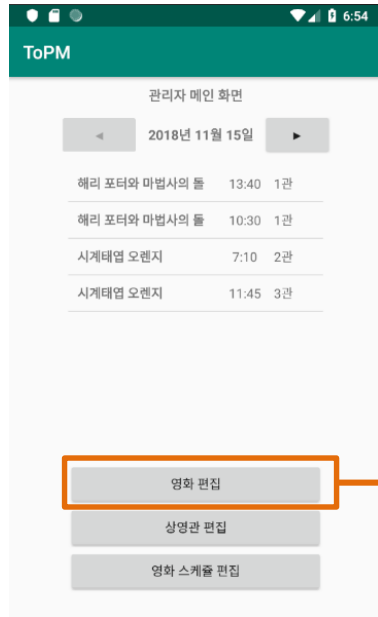 6:54
ToPM
관리자 메인 화면
◄ 2018년 11월 15일 ►
해리 포터와 마법사의 돌 13:40 1관
해리 포터와 마법사의 돌 10:30 1관
시계태엽 오렌지 7:10 2관
시계태엽 오렌지 11:45 3관
영화 편집
상영관 편집
영화 스케쥴 편집